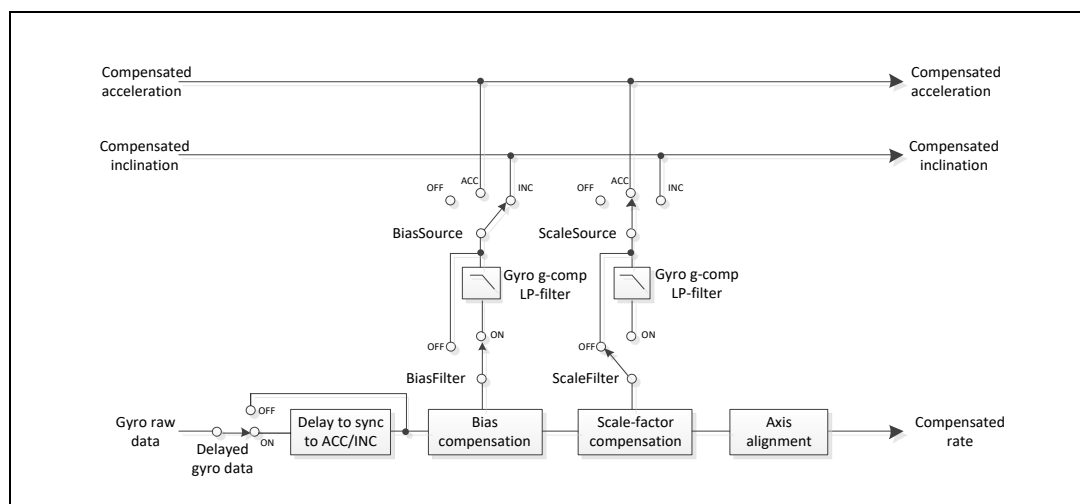 Compensated
acceleration
Compensated
acceleration
Compensated
inclination
Compensated
inclination
OFF
ACC
INC
OFF
ACC
INC
BiasSource
ScaleSource
Gyro g-comp
LP-filter
Gyro g-comp
LP-filter
OFF
ON
OFF
ON
BiasFilter
ScaleFilter
OFF
Gyro raw
data
ON
Delayed
gyro data
Delay to sync
to ACC/INC
Bias
compensation
Scale-factor
compensation
Axis
alignment
Compensated
rate